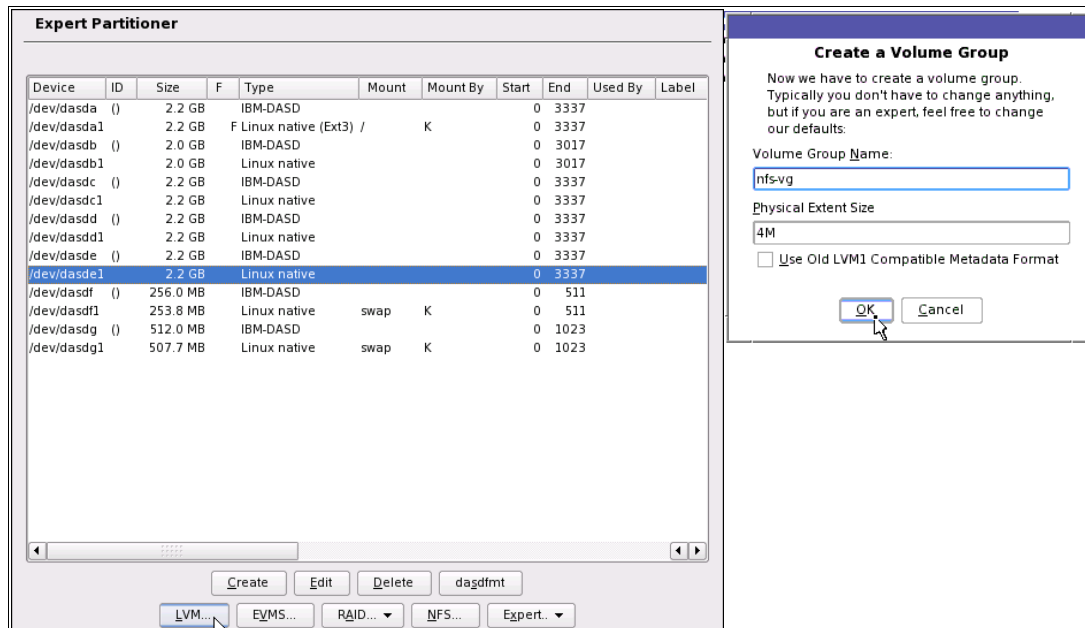 Expert Partitioner
Device ID Size F Type Mount Mount By Start End Used By Label
/dev/dasda () 2.2 GB IBM-DASD 0 3337
/dev/dasda1 2.2 GB F Linux native (Ext3) / K 0 3337
/dev/dasdb () 2.0 GB IBM-DASD 0 3017
/dev/dasdb1 2.0 GB Linux native 0 3017
/dev/dasdc () 2.2 GB IBM-DASD 0 3337
/dev/dasdc1 2.2 GB Linux native 0 3337
/dev/dasdd () 2.2 GB IBM-DASD 0 3337
/dev/dasdd1 2.2 GB Linux native 0 3337
/dev/dasde () 2.2 GB IBM-DASD 0 3337
/dev/dasde1 2.2 GB Linux native 0 3337
/dev/dasdf () 256.0 MB IBM-DASD 0 511
/dev/dasdf1 253.8 MB Linux native swap K 0 511
/dev/dasdg () 512.0 MB IBM-DASD 0 1023
/dev/dasdg1 507.7 MB Linux native swap K 0 1023
Create Edit Delete dasdfmt
LVM... EVMS... RAID... NFS... Expert..
Create a Volume Group
Now we have to create a volume group.
Typically you don't have to change anything,
but if you are an expert, feel free to change
our defaults:
Volume Group Name:
nfs-vg
Physical Extent Size
4M
Use Old LVM1 Compatible Metadata Format
OK Cancel